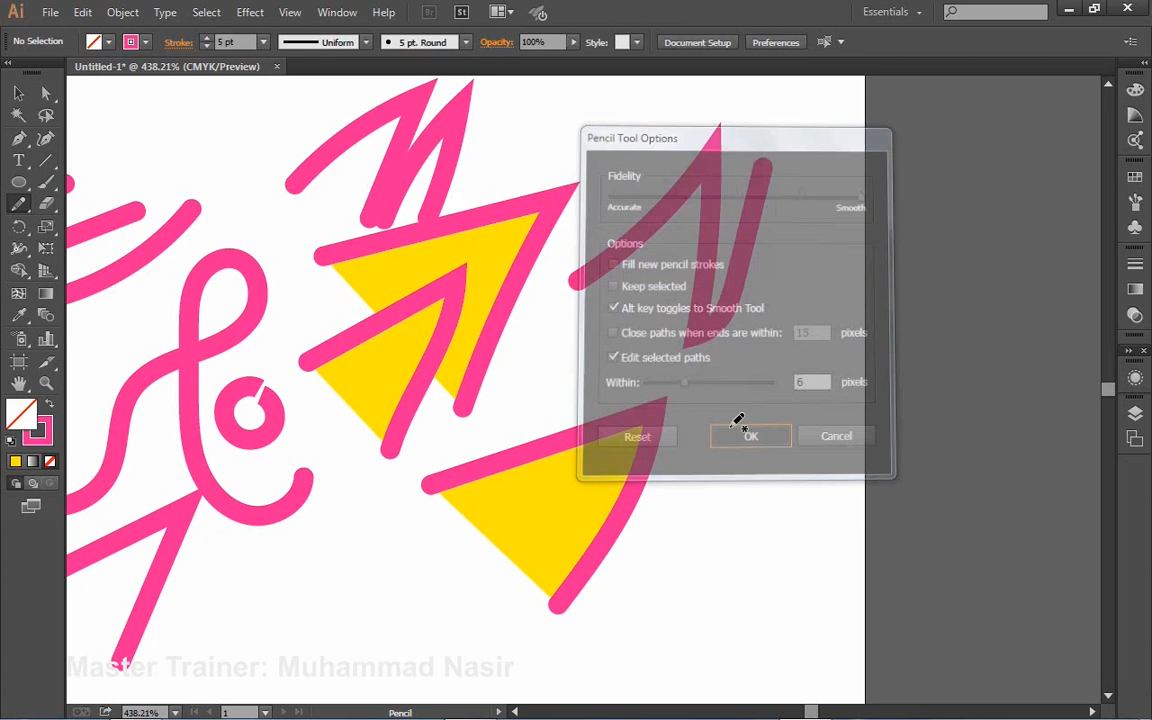 Ai File Edit Object Type Select Effect View Window Help Br St Essentials
No Selection Stroke: 5 pt Uniform 5 pt. Round Opacity: 100% Style: Document Setup Preferences
Untitled-1* @ 438.21% (CMYK/Preview) ×
Pencil Tool Options
Fidelity
Accurate Smooth
Options
Fill new pencil strokes
Keep selected
Alt key toggles to Smooth Tool
Close paths when ends are within: 15 pixels
Edit selected paths
Within: 6 pixels
Reset OK Cancel
Master Trainer: Muhammad Nasir
438.21% 1 Pencil